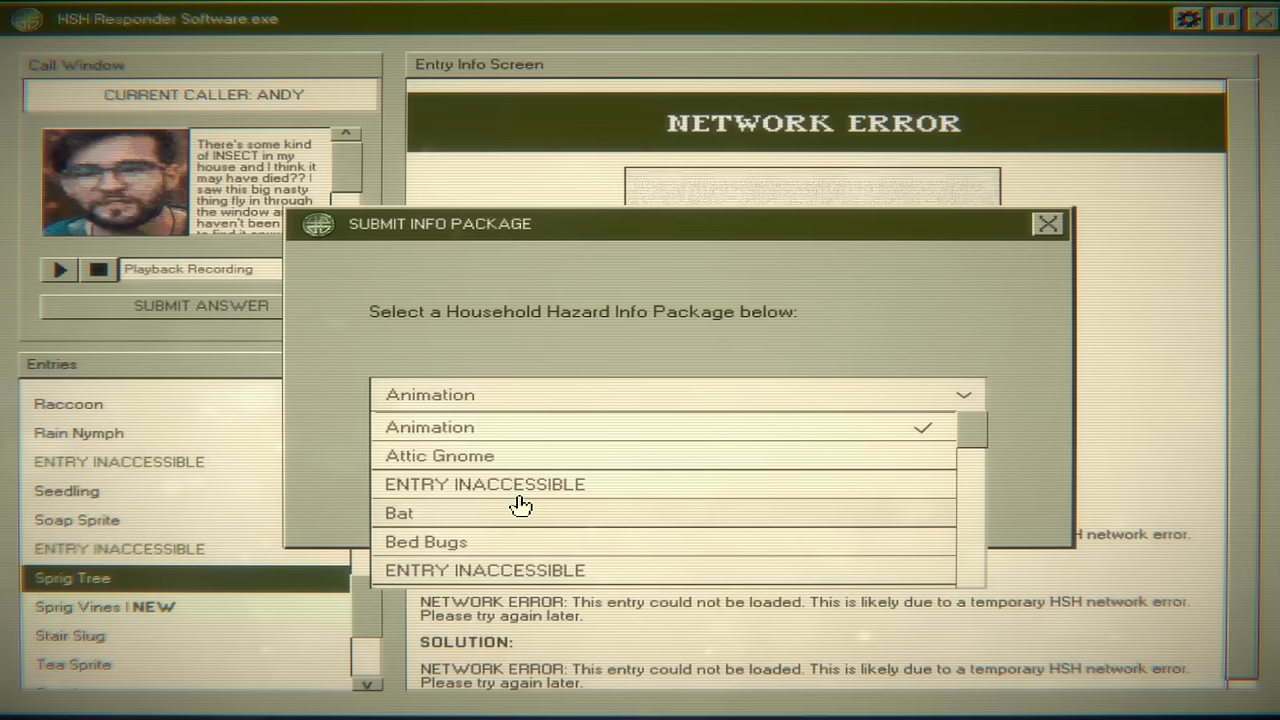 HSH Responder Software.exe
Call Window
CURRENT CALLER: ANDY
There's some kind
of INSECT in my
house and I think it
may have died?? I
saw this big nasty
thing fly in through
the window
haven't been
Playback Recording
SUBMIT ANSWER
Entries
Raccoon
Rain Nymph
ENTRY INACCESSIBLE
Seedling
Soap Sprite
ENTRY INACCESSIBLE
Sprig Tree
Sprig Vines | NEW
Stair Slug
Tea Sprite
Entry Info Screen
NETWORK ERROR
SUBMIT INFO PACKAGE
Select a Household Hazard Info Package below:
Animation
Animation
Attic Gnome
ENTRY INACCESSIBLE
Bat
Bed Bugs
ENTRY INACCESSIBLE
network error.
NETWORK ERROR: This entry could not be loaded. This is likely due to a temporary HSH network error.
Please try again later.
SOLUTION:
NETWORK ERROR: This entry could not be loaded. This is likely due to a temporary HSH network error.
Please try again later.